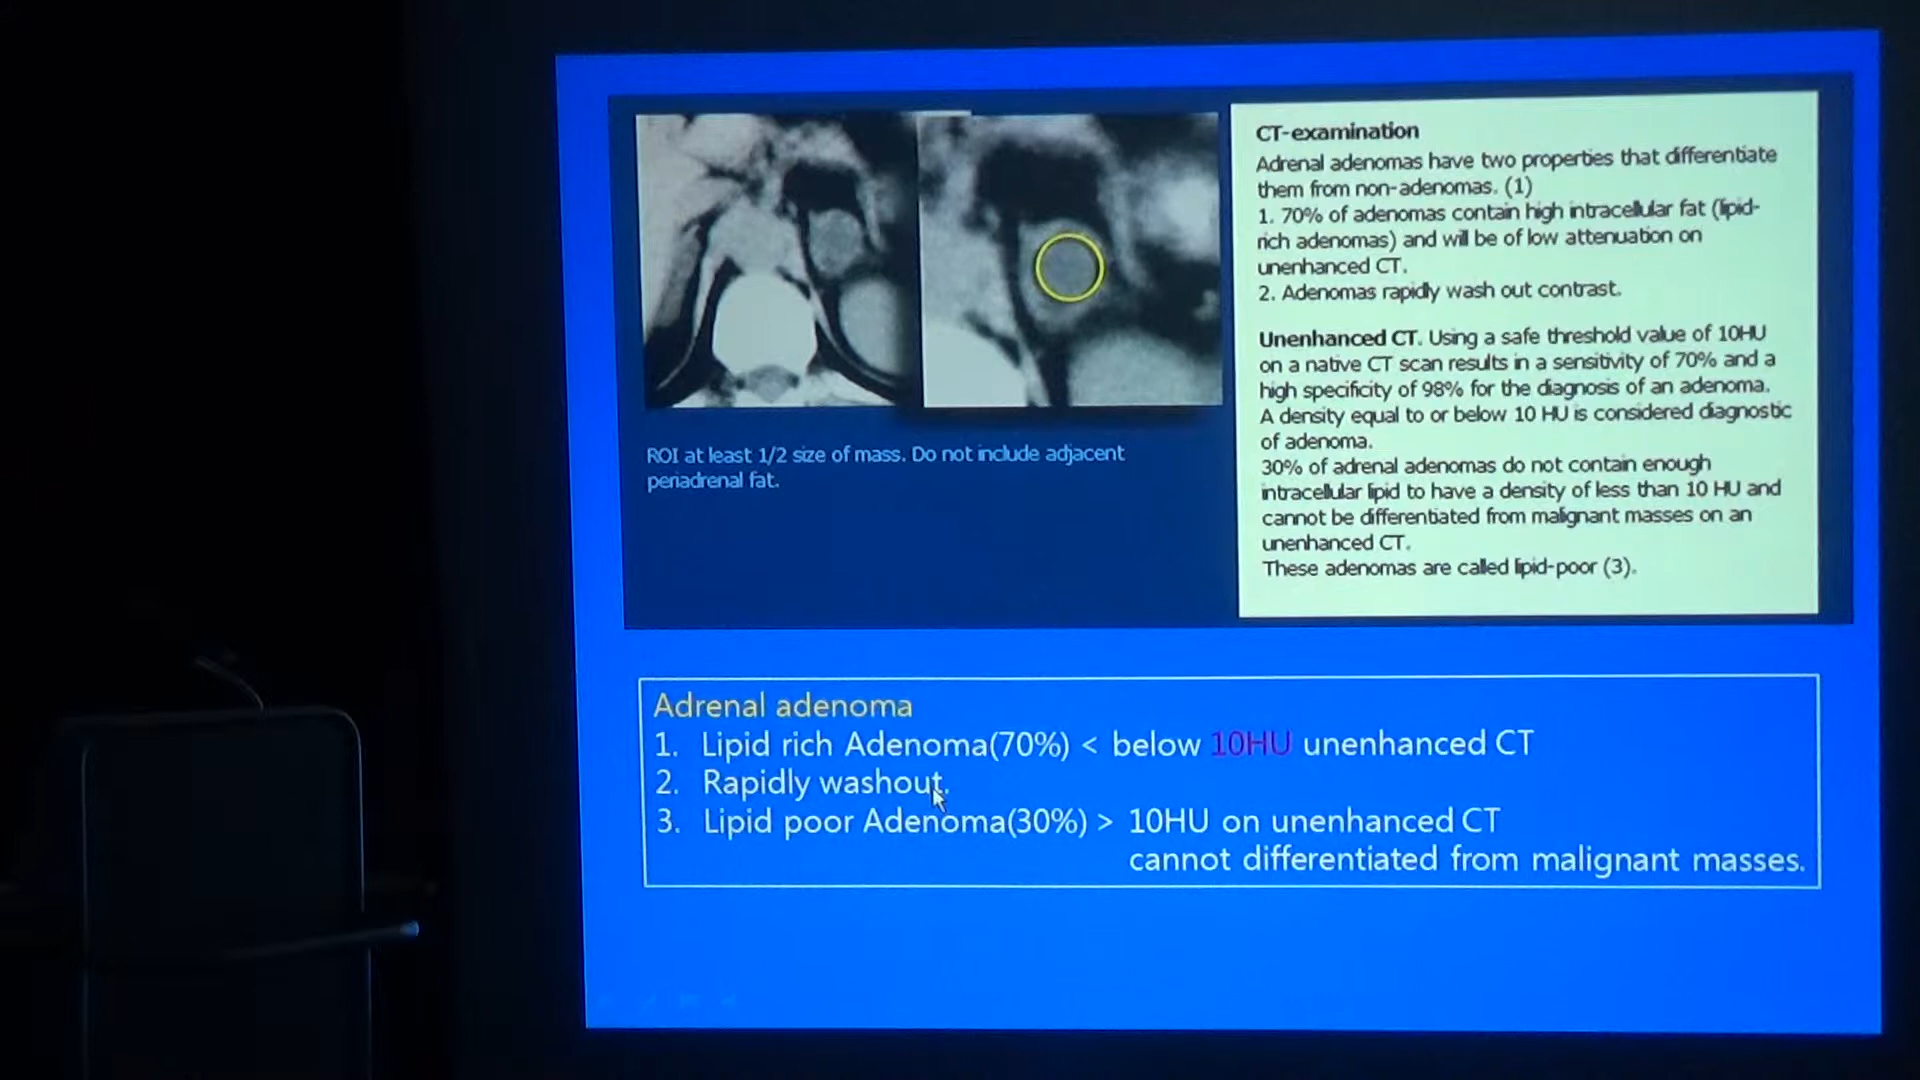 CT-examination
Adrenal adenomas have two properties that differentiate
them from non-adenomas. (1)
1. 70% of adenomas contain high intracellular fat (lipid-
rich adenomas) and will be of low attenuation on
unenhanced CT.
2. Adenomas rapidly wash out contrast.
Unenhanced CT. Using a safe threshold value of 10HU
on a native CT scan results in a sensitivity of 70% and a
high specificity of 98% for the diagnosis of an adenoma.
A density equal to or below 10 HU is considered diagnostic
of adenoma.
30% of adrenal adenomas do not contain enough
intracellular lipid to have a density of less than 10 HU and
cannot be differentiated from malignant masses on an
unenhanced CT.
These adenomas are called lipid-poor (3).
ROI at least 1/2 size of mass. Do not include adjacent
periadrenal fat.
Adrenal adenoma
1. Lipid rich Adenoma(70%) < below 10HU unenhanced CT
2. Rapidly washout.
3. Lipid poor Adenoma(30%) > 10HU on unenhanced CT
cannot differentiated from malignant masses.